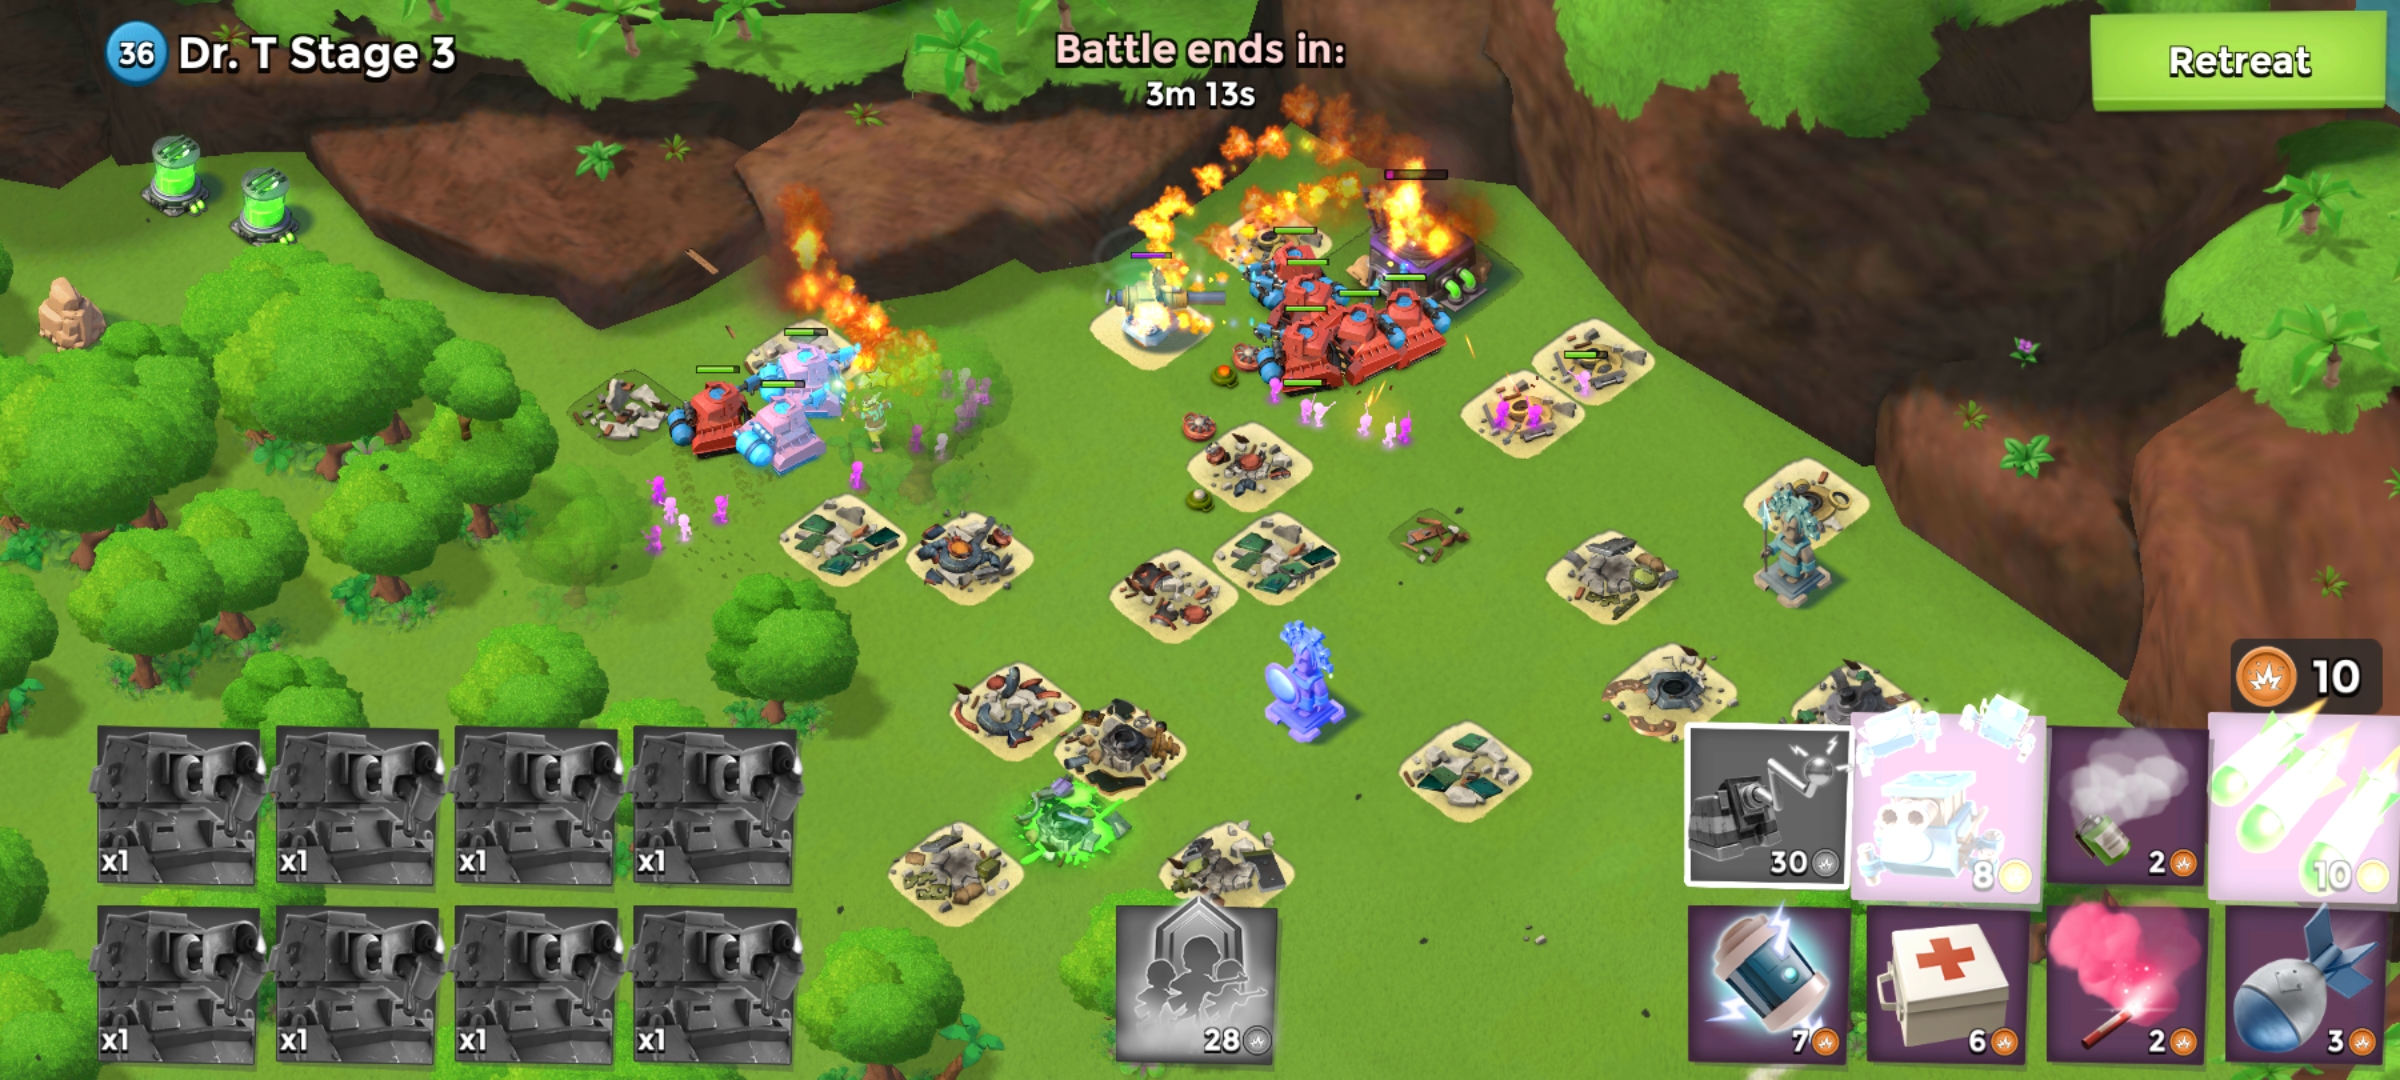 36 Dr. T Stage 3
Battle ends in:
3m 13s
Retreat
10
x1 x1 x1 x1
30 8 2 10
x1 x1 x1 x1
28
7 6 2 3